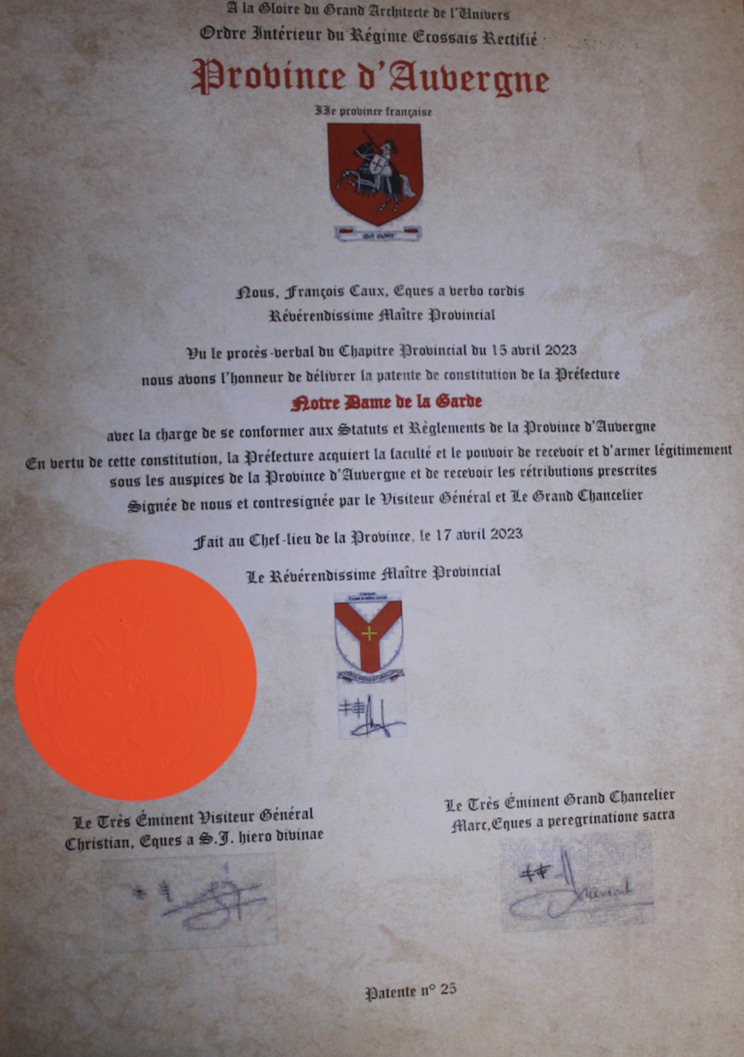 A la Gloire du Grand Architecte de l'Univers
Ordre Intérieur du Régime Ecossais Rectifié
Province d'Auvergne
IIe province française
Nous, François Caux, Eques a verbo cordis
Révérendissime Maître Provincial
Vu le procès-verbal du Chapitre Provincial du 15 avril 2023
nous avons l'honneur de délivrer la patente de constitution de la Préfecture
Notre Dame de la Garde
avec la charge de se conformer aux Statuts et Règlements de la Province d'Auvergne
En vertu de cette constitution, la Préfecture acquiert la faculté et le pouvoir de recevoir et d'armer légitimement
sous les auspices de la Province d'Auvergne et de recevoir les rétributions prescrites
Signée de nous et contresignée par le Visiteur Général et Le Grand Chancelier
Fait au Chef-lieu de la Province, le 17 avril 2023
Le Révérendissime Maître Provincial
Le Très Éminent Visiteur Général
Christian, Eques a S.J. hiero divinae
Le Très Éminent Grand Chancelier
Marc,Eques a peregrinatione sacra
Patente n° 25